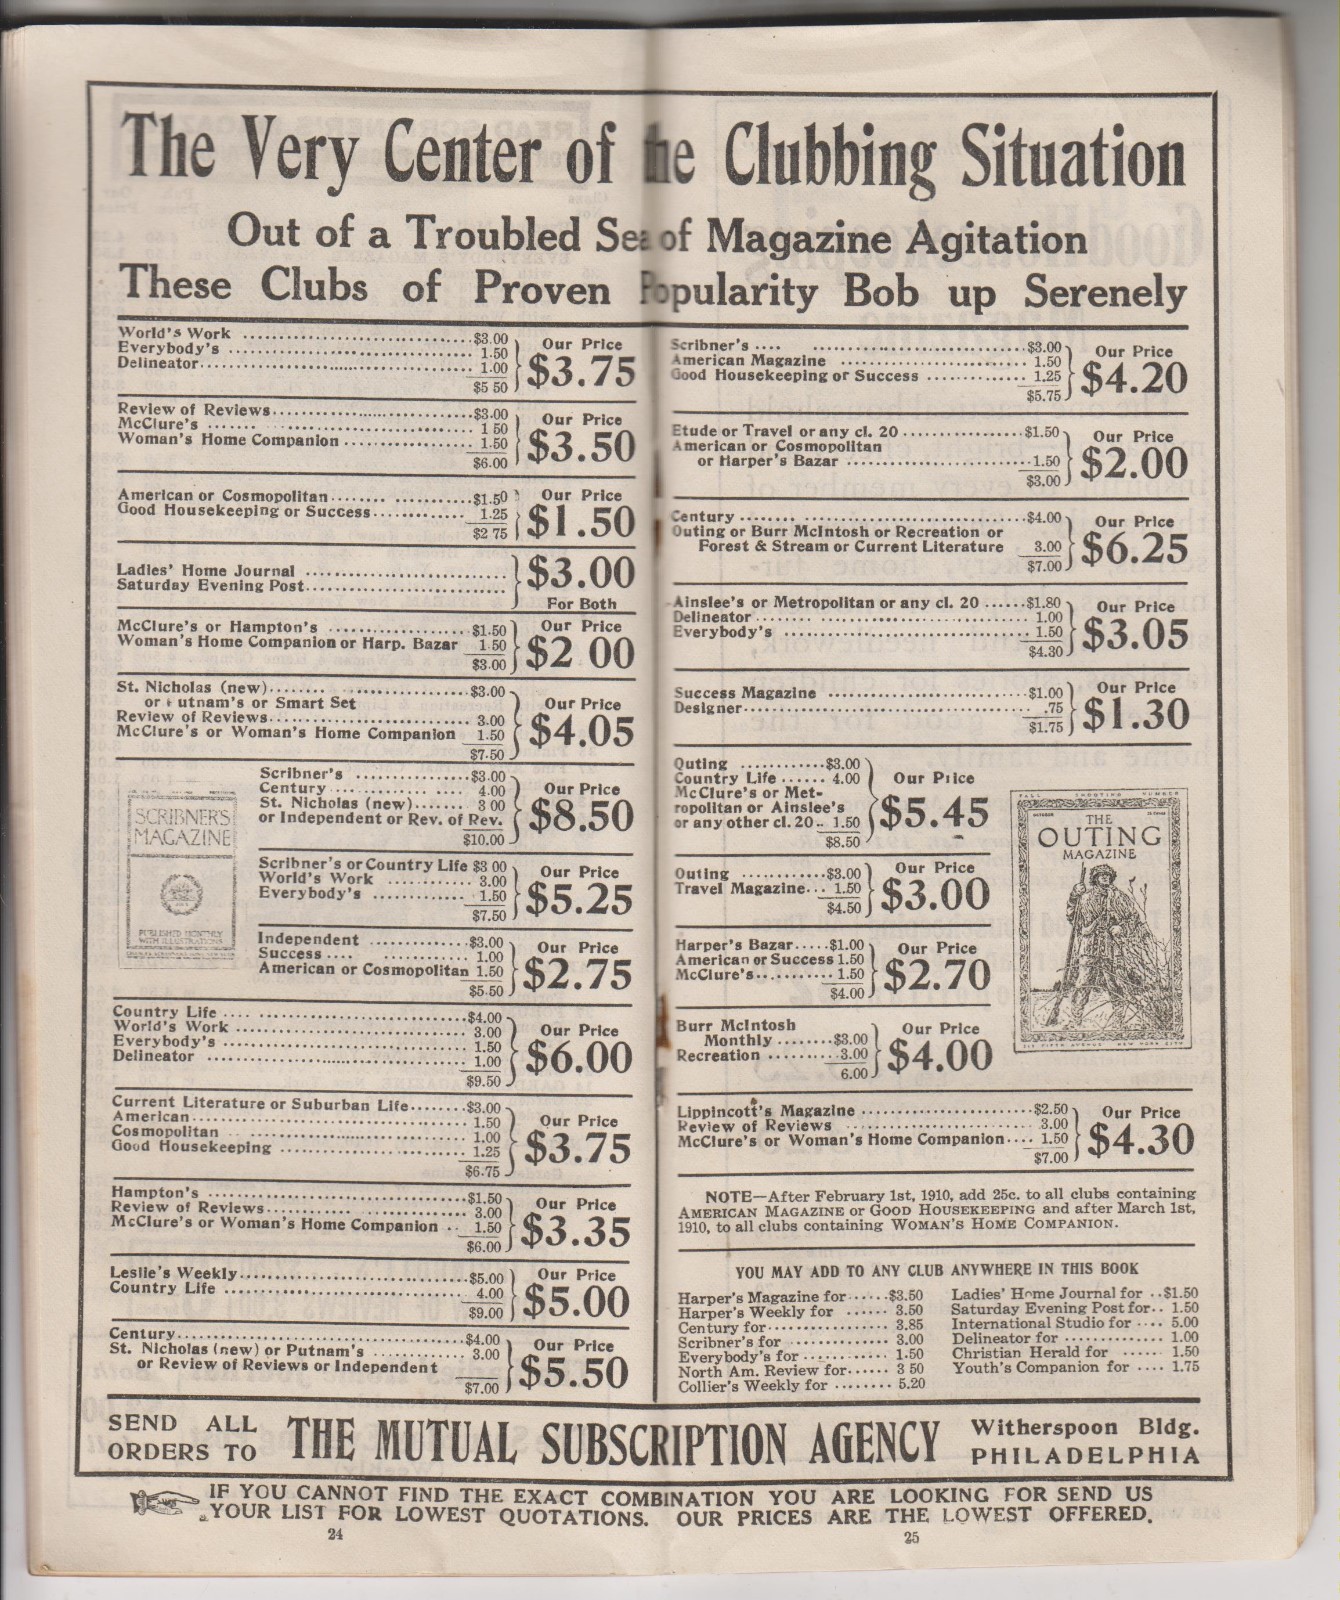 The Very Center of the Clubbing Situation
Out of a Troubled Sea of Magazine Agitation
These Clubs of Proven Popularity Bob up Serenely
World's Work $3.00
Everybody's 1.50
Delineator 1.00
$5 50
Our Price
$3.75
Review of Reviews $3.00
McClure's 1 50
Woman's Home Companion 1.50
$6.00
Our Price
$3.50
American or Cosmopolitan $1.50
Good Housekeeping or Success 1.25
$2 75
Our Price
$1.50
Ladies' Home Journal
Saturday Evening Post
$3.00
For Both
McClure's or Hampton's $1.50
Woman's Home Companion or Harp. Bazar 1.50
$3.00
Our Price
$2 00
St. Nicholas (new) $3.00
or Putnam's or Smart Set
Review of Reviews 3.00
McClure's or Woman's Home Companion 1.50
$7.50
Our Price
$4.05
SCRIBNER'S
MAGAZINE
PUBLISHED MONTHLY
WITH ILLUSTRATIONS
Scribner's $3.00
Century 4.00
St. Nicholas (new) 3 00
or Independent or Rev. of Rev.
$10.00
Our Price
$8.50
Scribner's or Country Life $3 00
World's Work 3.00
Everybody's 1.50
$7.50
Our Price
$5.25
Independent $3.00
Success 1.00
American or Cosmopolitan 1.50
$5.50
Our Price
$2.75
Country Life $4.00
World's Work 3.00
Everybody's 1.50
Delineator 1.00
$9.50
Our Price
$6.00
Current Literature or Suburban Life $3.00
American 1.50
Cosmopolitan 1.00
Good Housekeeping 1.25
$6.75
Our Price
$3.75
Hampton's $1.50
Review of Reviews 3.00
McClure's or Woman's Home Companion 1.50
$6.00
Our Price
$3.35
Leslie's Weekly $5.00
Country Life 4.00
$9.00
Our Price
$5.00
Century $4.00
St. Nicholas (new) or Putnam's 3.00
or Review of Reviews or Independent
$7.00
Our Price
$5.50
Scribner's $3.00
American Magazine 1.50
Good Housekeeping or Success 1.25
$5.75
Our Price
$4.20
Etude or Travel or any cl. 20 $1.50
American or Cosmopolitan
or Harper's Bazar 1.50
$3.00
Our Price
$2.00
Century $4.00
Outing or Burr McIntosh or Recreation or
Forest & Stream or Current Literature 3.00
$7.00
Our Price
$6.25
Ainslee's or Metropolitan or any cl. 20 $1.80
Delineator 1.00
Everybody's 1.50
$4.30
Our Price
$3.05
Success Magazine $1.00
Designer .75
$1.75
Our Price
$1.30
Outing $3.00
Country Life 4.00
McClure's or Met-
ropolitan or Ainslee's
or any other cl. 20 1.50
$8.50
Our Price
$5.45
Outing $3.00
Travel Magazine 1.50
$4.50
Our Price
$3.00
Harper's Bazar $1.00
American or Success 1.50
McClure's 1.50
$4.00
Our Price
$2.70
Burr McIntosh
Monthly $3.00
Recreation 3.00
6.00
Our Price
$4.00
FALL SHOOTING NUMBER
OCTOBER
THE
OUTING
MAGAZINE
FIFTH AVENUE NEW YORK CITY
Lippincott's Magazine $2.50
Review of Reviews 3.00
McClure's or Woman's Home Companion 1.50
$7.00
Our Price
$4.30
NOTE—After February 1st, 1910, add 25c. to all clubs containing
AMERICAN MAGAZINE or GOOD HOUSEKEEPING and after March 1st,
1910, to all clubs containing WOMAN'S HOME COMPANION.
YOU MAY ADD TO ANY CLUB ANYWHERE IN THIS BOOK
Harper's Magazine for $3.50
Harper's Weekly for 3.50
Century for 3.85
Scribner's for 3.00
Everybody's for 1.50
North Am. Review for 3 50
Collier's Weekly for 5.20
Ladies' Home Journal for $1.50
Saturday Evening Post for 1.50
International Studio for 5.00
Delineator for 1.00
Christian Herald for 1.50
Youth's Companion for 1.75
SEND ALL
ORDERS TO
THE MUTUAL SUBSCRIPTION AGENCY
Witherspoon Bldg.
PHILADELPHIA
IF YOU CANNOT FIND THE EXACT COMBINATION YOU ARE LOOKING FOR SEND US
YOUR LIST FOR LOWEST QUOTATIONS. OUR PRICES ARE THE LOWEST OFFERED.
24
25